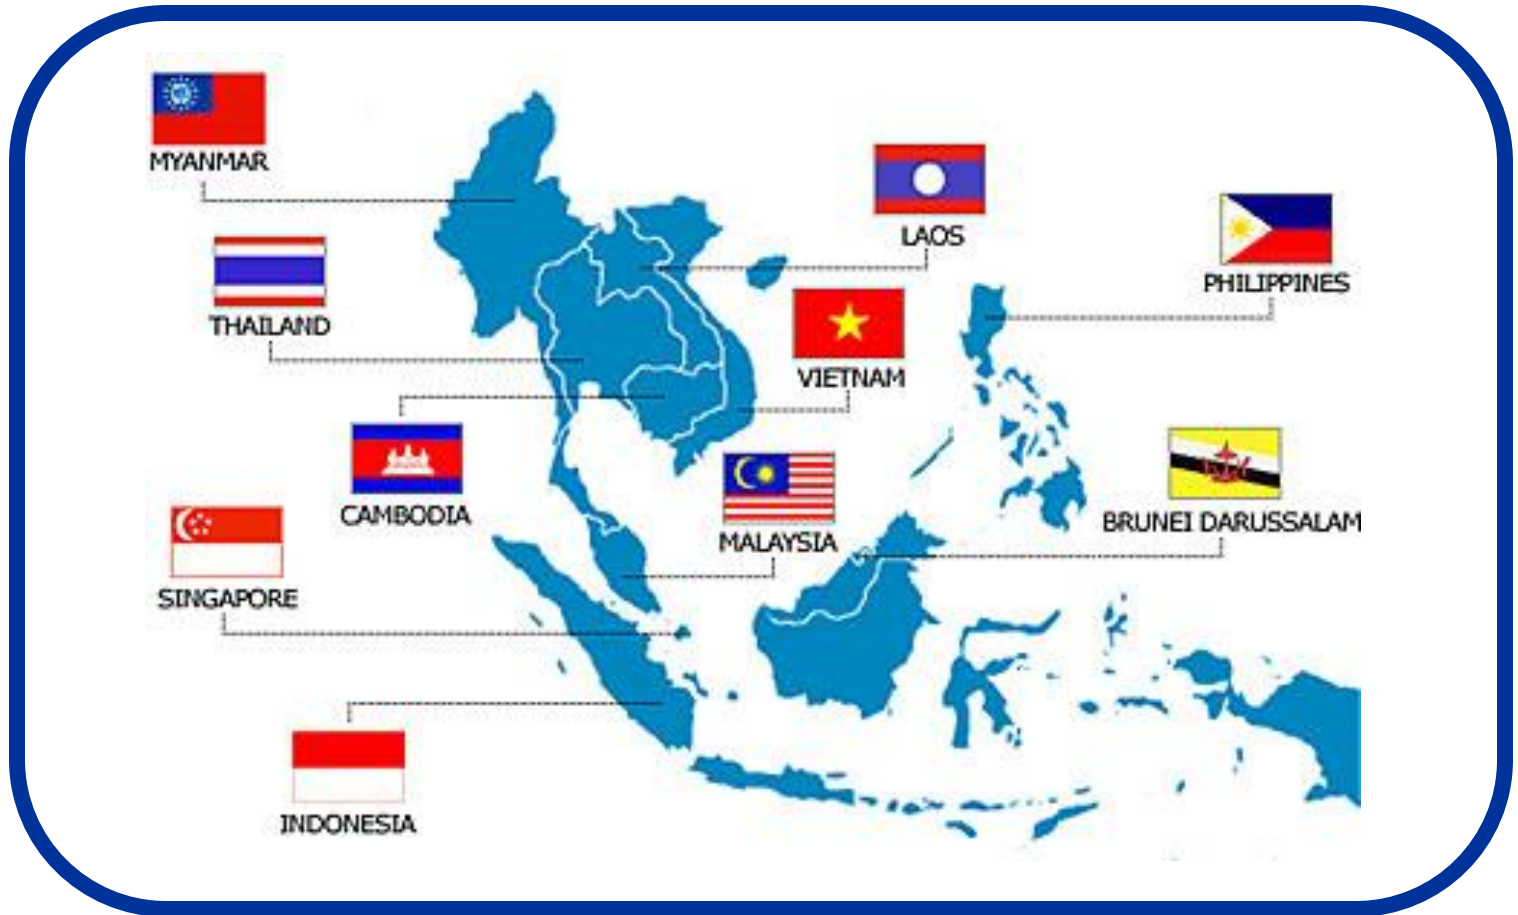 MYANMAR
LAOS
PHILIPPINES
THAILAND
VIETNAM
CAMBODIA
MALAYSIA
BRUNEI DARUSSALAM
SINGAPORE
INDONESIA